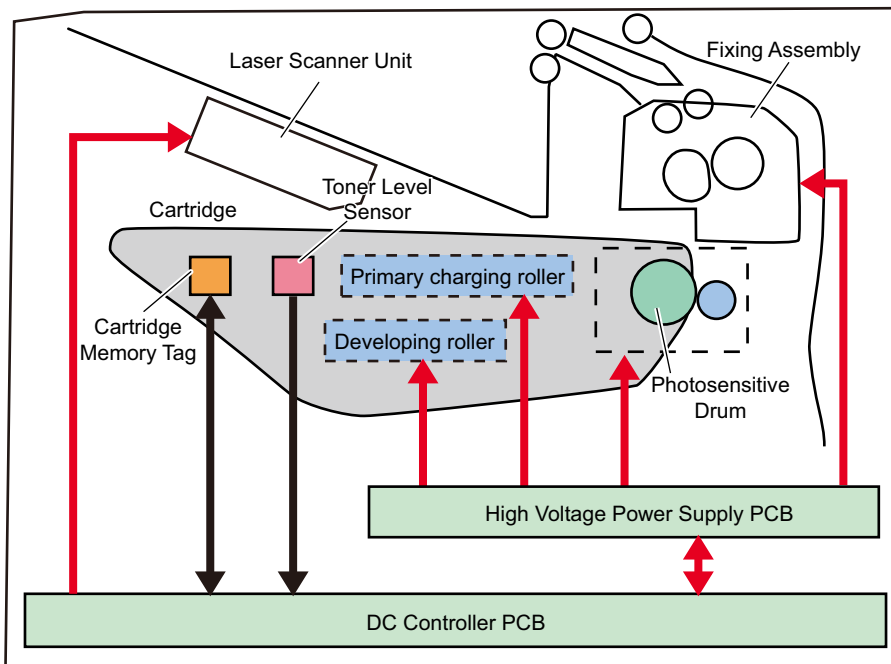 Laser Scanner Unit
Fixing Assembly
Toner Level
Sensor
Cartridge
Primary charging roller
Cartridge
Memory Tag
Developing roller
Photosensitive
Drum
High Voltage Power Supply PCB
DC Controller PCB